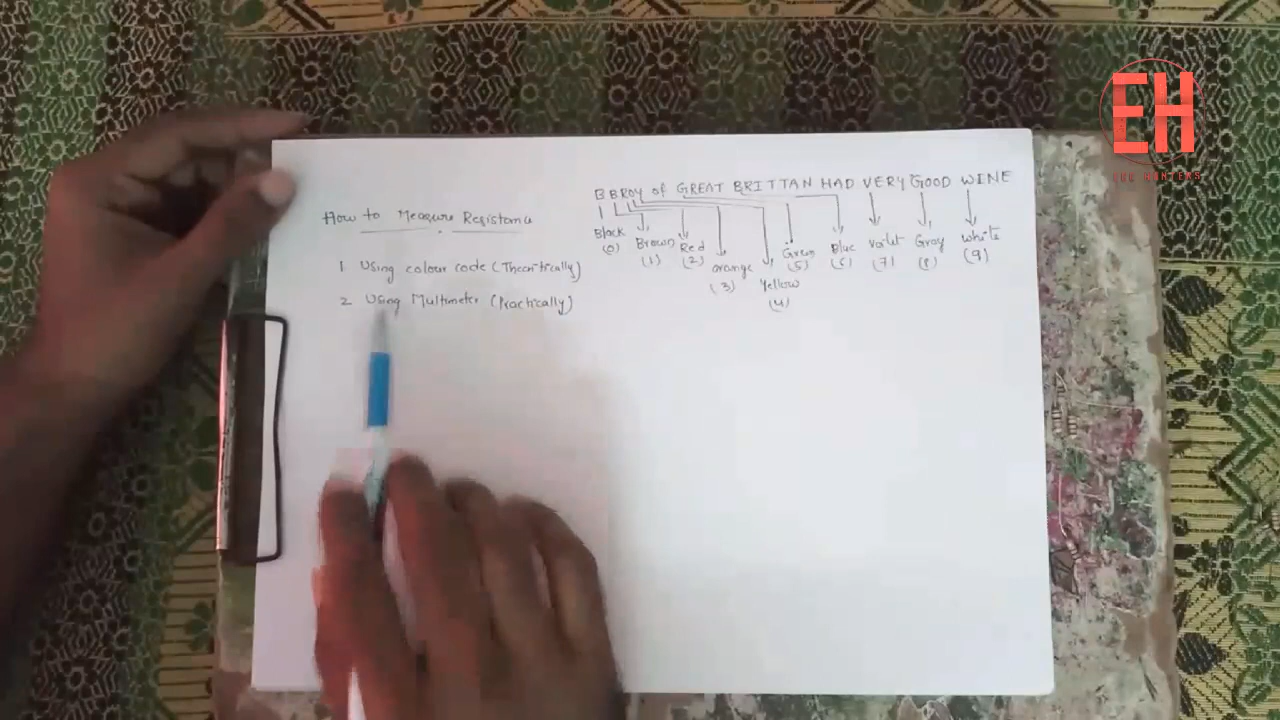 How to Measure Resistance
1. Using colour code (Theoritically)
2. Using Multimeter (Practically)
B BROY of GREAT BRITTAN HAD VERY GOOD WINE
Black (0)
Brown (1)
Red (2)
orange (3)
Yellow (4)
Green (5)
Blue (6)
Violet (7)
Gray (8)
White (9)
EH